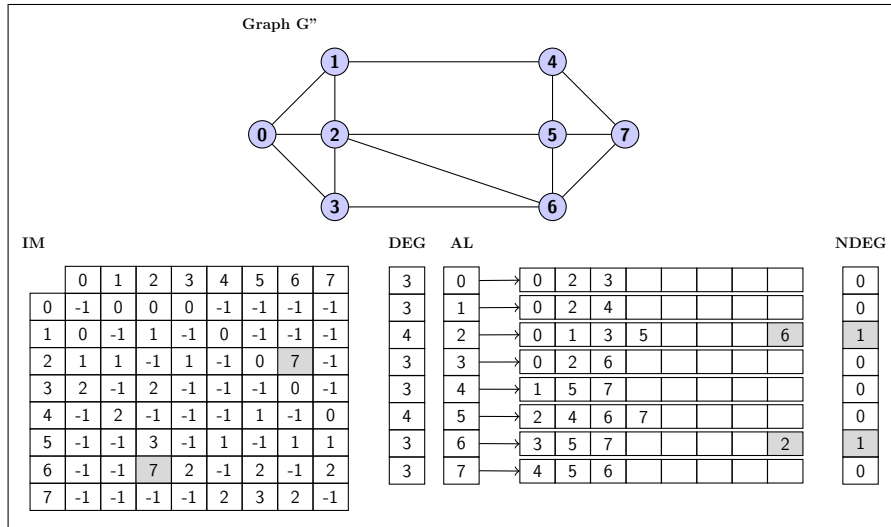 Graph G”
1 4
0 2 5 7
3 6
IM DEG AL NDEG
0 1 2 3 4 5 6 7 3 0 0 2 3 0
0 -1 0 0 0 -1 -1 -1 -1 3 1 0 2 4 0
1 0 -1 1 -1 0 -1 -1 -1 4 2 0 1 3 5 6 1
2 1 1 -1 1 -1 0 7 -1 3 3 0 2 6 0
3 2 -1 2 -1 -1 -1 0 -1 3 4 1 5 7 0
4 -1 2 -1 -1 -1 1 -1 0 4 5 2 4 6 7 0
5 -1 -1 3 -1 1 -1 1 1 3 6 3 5 7 2 1
6 -1 -1 7 2 -1 2 -1 2 3 7 4 5 6 0
7 -1 -1 -1 -1 2 3 2 -1